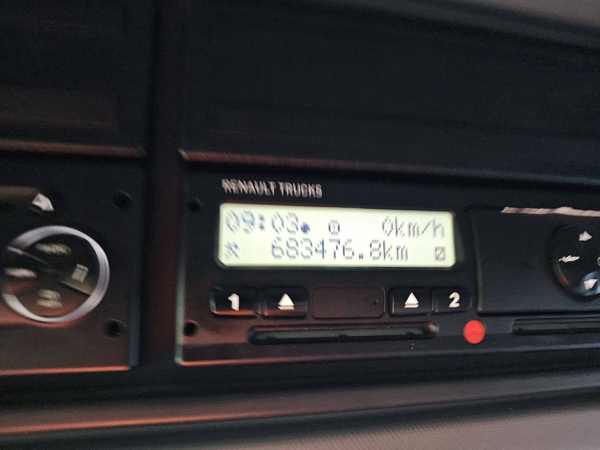 RENAULT TRUCKS
09:03 0km/h
683476.8km
1 2